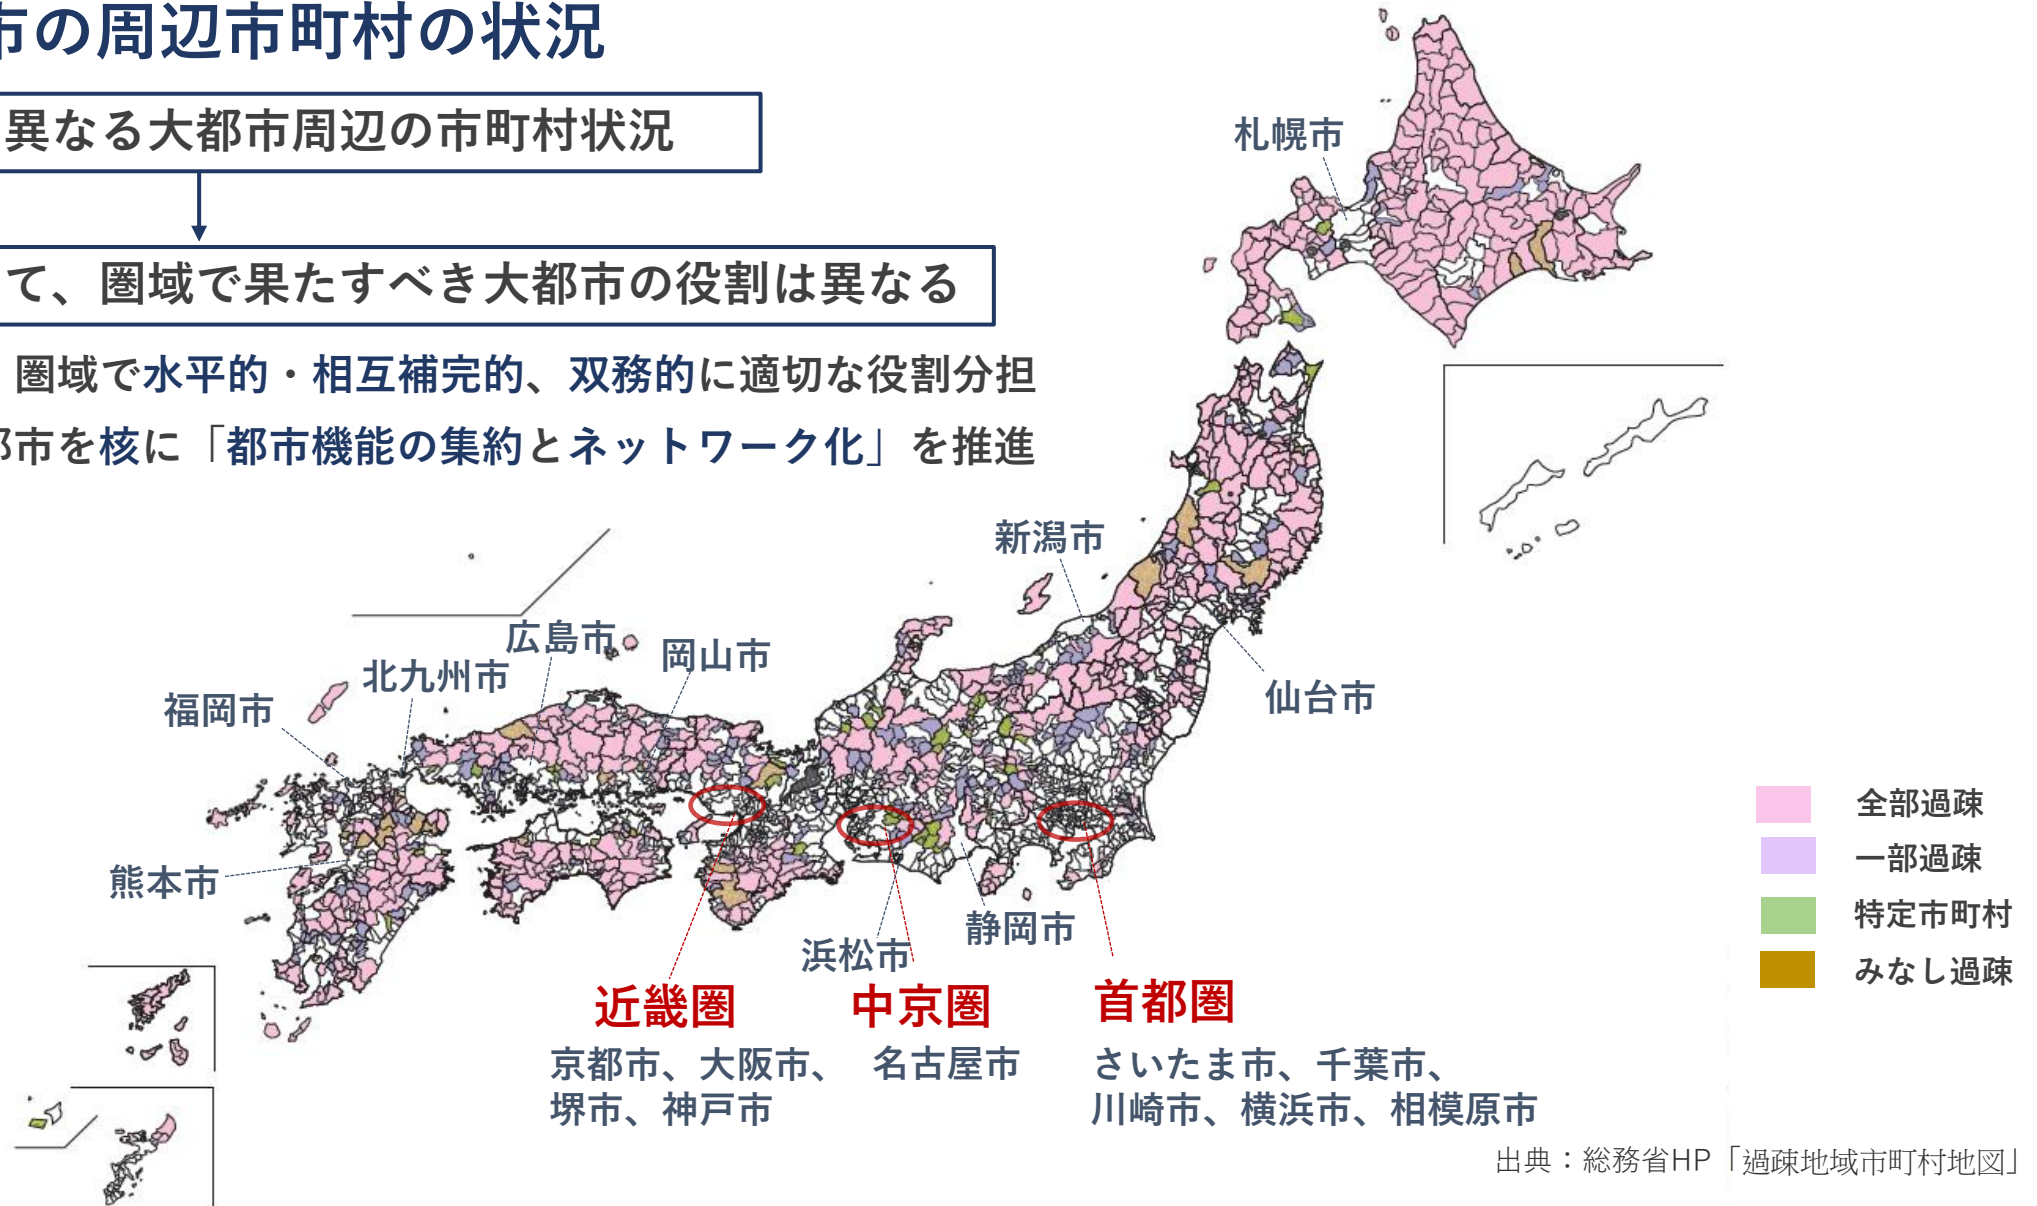 市の周辺市町村の状況
異なる大都市周辺の市町村状況
て、圏域で果たすべき大都市の役割は異なる
圏域で水平的・相互補完的、双務的に適切な役割分担
都市を核に「都市機能の集約とネットワーク化」を推進
札幌市
新潟市
仙台市
広島市
岡山市
北九州市
福岡市
熊本市
浜松市
静岡市
近畿圏
京都市、大阪市、
堺市、神戸市
中京圏
名古屋市
首都圏
さいたま市、千葉市、
川崎市、横浜市、相模原市
全部過疎
一部過疎
特定市町村
みなし過疎
出典：総務省HP「過疎地域市町村地図」